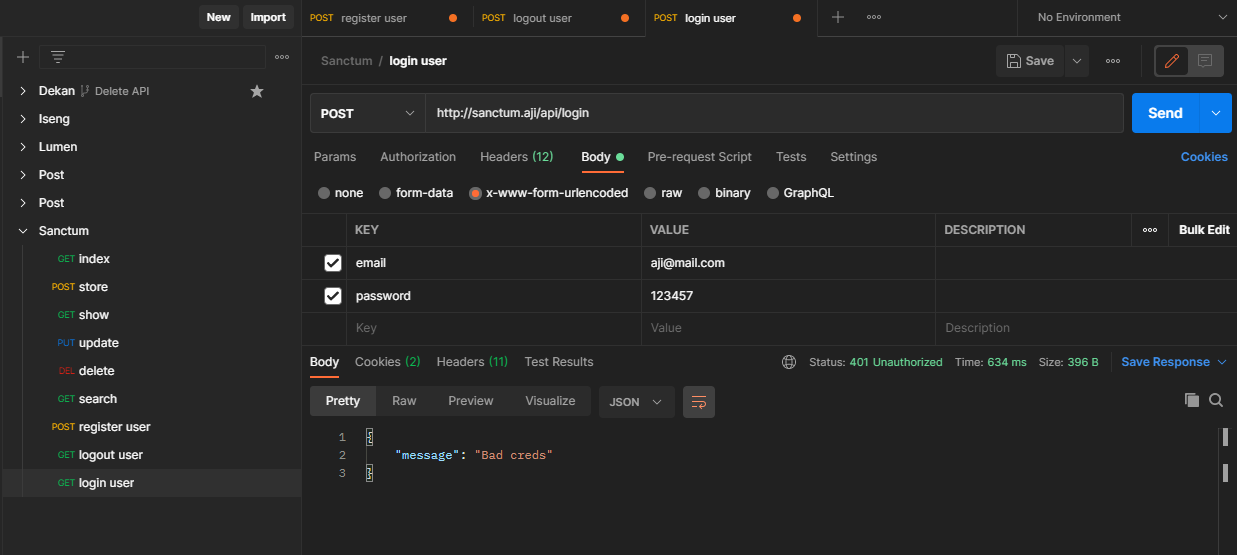 New Import POST register user POST logout user POST login user No Environment
Sanctum / login user Save
Dekan Delete API
Iseng
Lumen
Post
Post
Sanctum
GET index
POST store
GET show
PUT update
DEL delete
GET search
POST register user
GET logout user
GET login user
POST http://sanctum.aji/api/login Send
Params Authorization Headers (12) Body Pre-request Script Tests Settings Cookies
none form-data x-www-form-urlencoded raw binary GraphQL
KEY VALUE DESCRIPTION Bulk Edit
email aji@mail.com
password 123457
Key Value Description
Body Cookies (2) Headers (11) Test Results Status: 401 Unauthorized Time: 634 ms Size: 396 B Save Response
Pretty Raw Preview Visualize JSON
1 {
2 "message": "Bad creds"
3 }